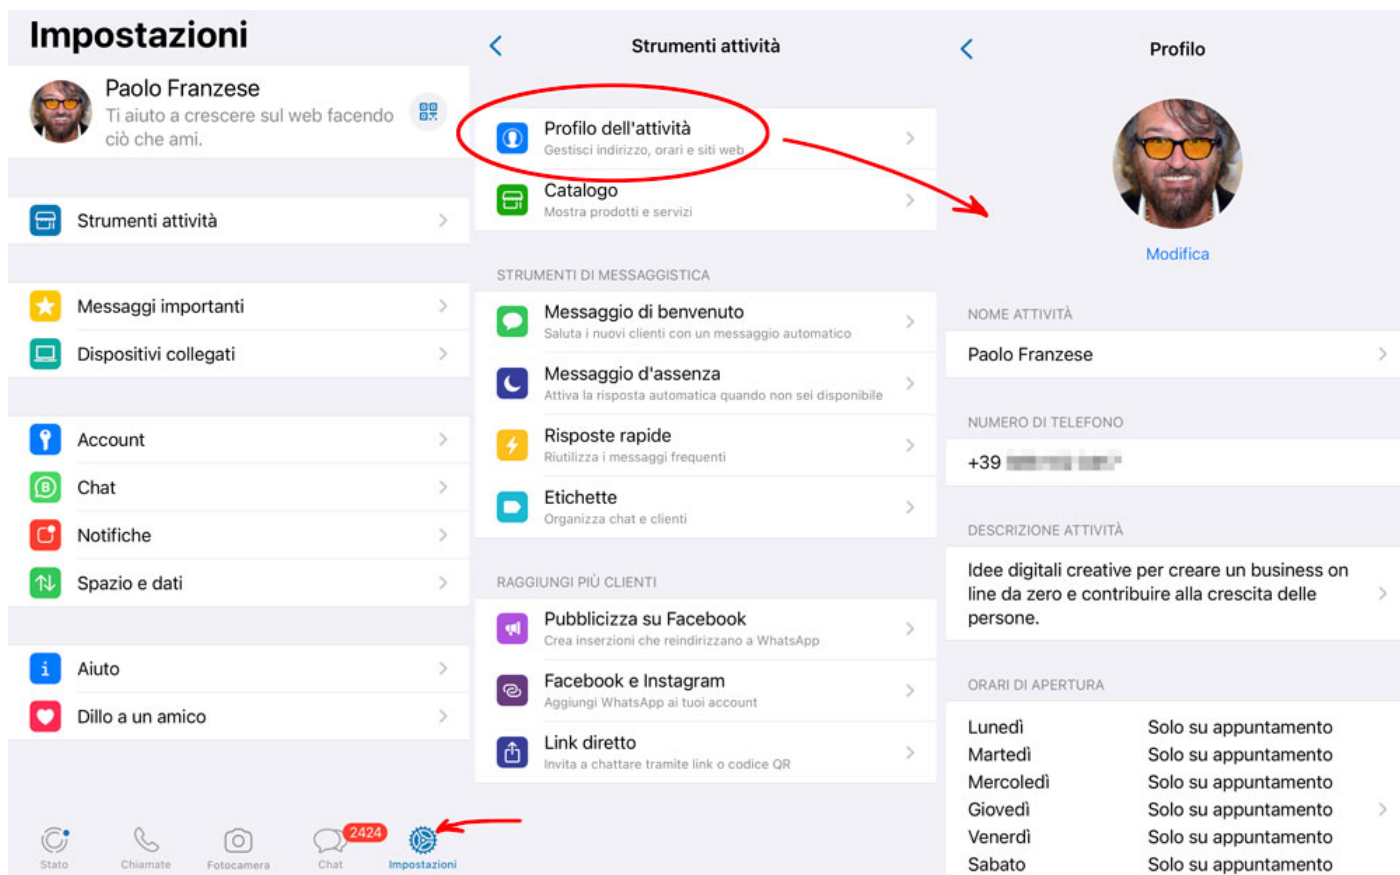 Impostazioni
Paolo Franzese
Ti aiuto a crescere sul web facendo
ciò che ami.
Strumenti attività
Messaggi importanti
Dispositivi collegati
Account
Chat
Notifiche
Spazio e dati
Aiuto
Dillo a un amico
Stato
Chiamate
Fotocamera
2424
Chat
Impostazioni
Strumenti attività
Profilo dell'attività
Gestisci indirizzo, orari e siti web
Catalogo
Mostra prodotti e servizi
STRUMENTI DI MESSAGGISTICA
Messaggio di benvenuto
Saluta i nuovi clienti con un messaggio automatico
Messaggio d'assenza
Attiva la risposta automatica quando non sei disponibile
Risposte rapide
Riutilizza i messaggi frequenti
Etichette
Organizza chat e clienti
RAGGIUNGI PIÙ CLIENTI
Pubblicizza su Facebook
Crea inserzioni che reindirizzano a WhatsApp
Facebook e Instagram
Aggiungi WhatsApp ai tuoi account
Link diretto
Invita a chattare tramite link o codice QR
Profilo
Modifica
NOME ATTIVITÀ
Paolo Franzese
NUMERO DI TELEFONO
+39
DESCRIZIONE ATTIVITÀ
Idee digitali creative per creare un business on
line da zero e contribuire alla crescita delle
persone.
ORARI DI APERTURA
Lunedì Solo su appuntamento
Martedì Solo su appuntamento
Mercoledì Solo su appuntamento
Giovedì Solo su appuntamento
Venerdì Solo su appuntamento
Sabato Solo su appuntamento